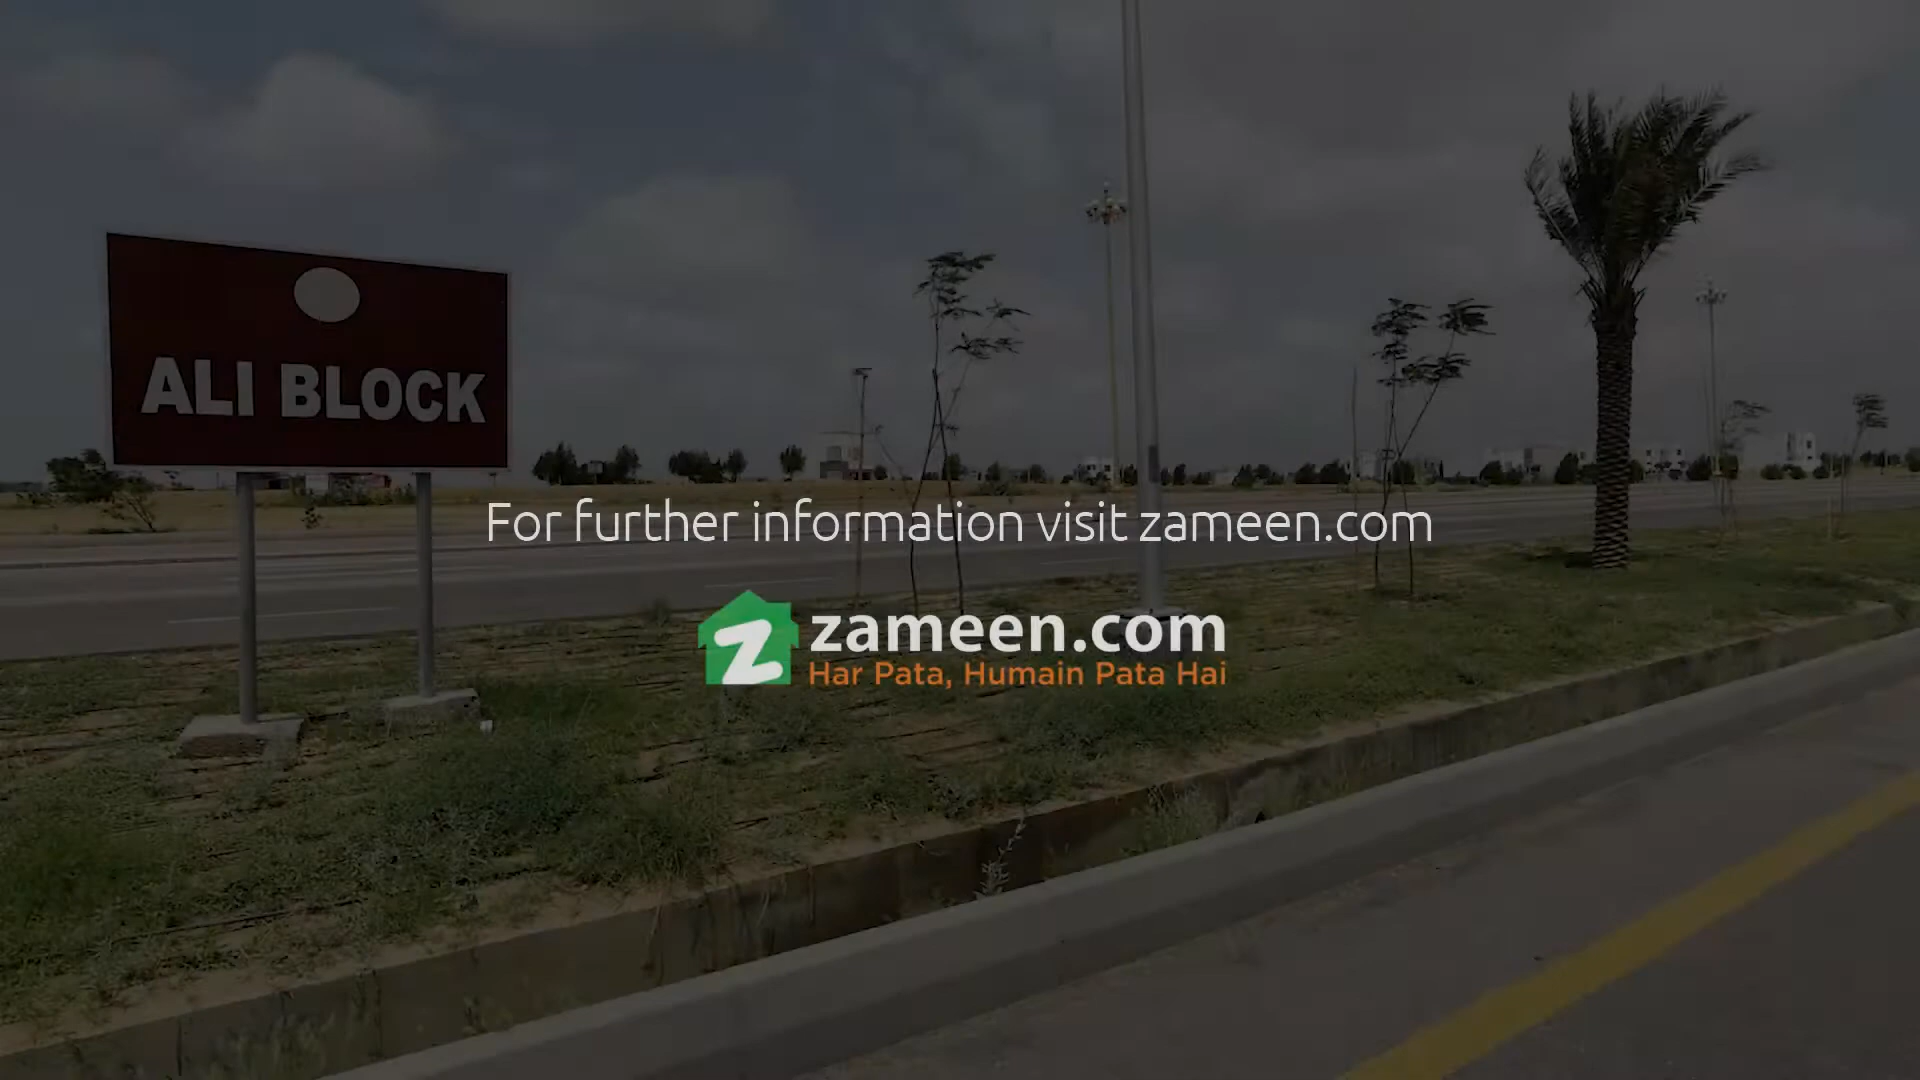 ALI BLOCK
For further information visit zameen.com
zameen.com
Har Pata, Humain Pata Hai